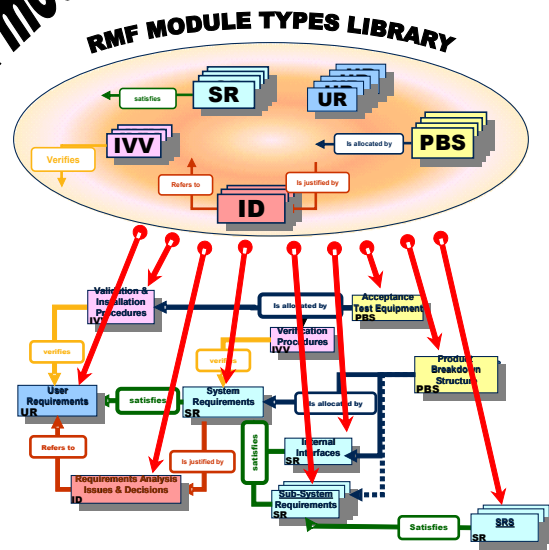 RMF MODULE TYPES LIBRARY
satisfies
SR
UR
IVV
Verifies
Is allocated by
PBS
Refers to
Is justified by
ID
Validation &
Installation
Procedures
IVV
Is allocated by
Acceptance
Test Equipment
PBS
Verification
Procedures
IVV
verifies
verifies
Product
Breakdown
Structure
PBS
User
Requirements
UR
satisfies
System
Requirements
SR
Is allocated by
Refers to
Is justified by
satisfies
Internal
Interfaces
SR
Requirements Analysis
Issues & Decisions
ID
Sub-System
Requirements
SR
Satisfies
SRS
SR